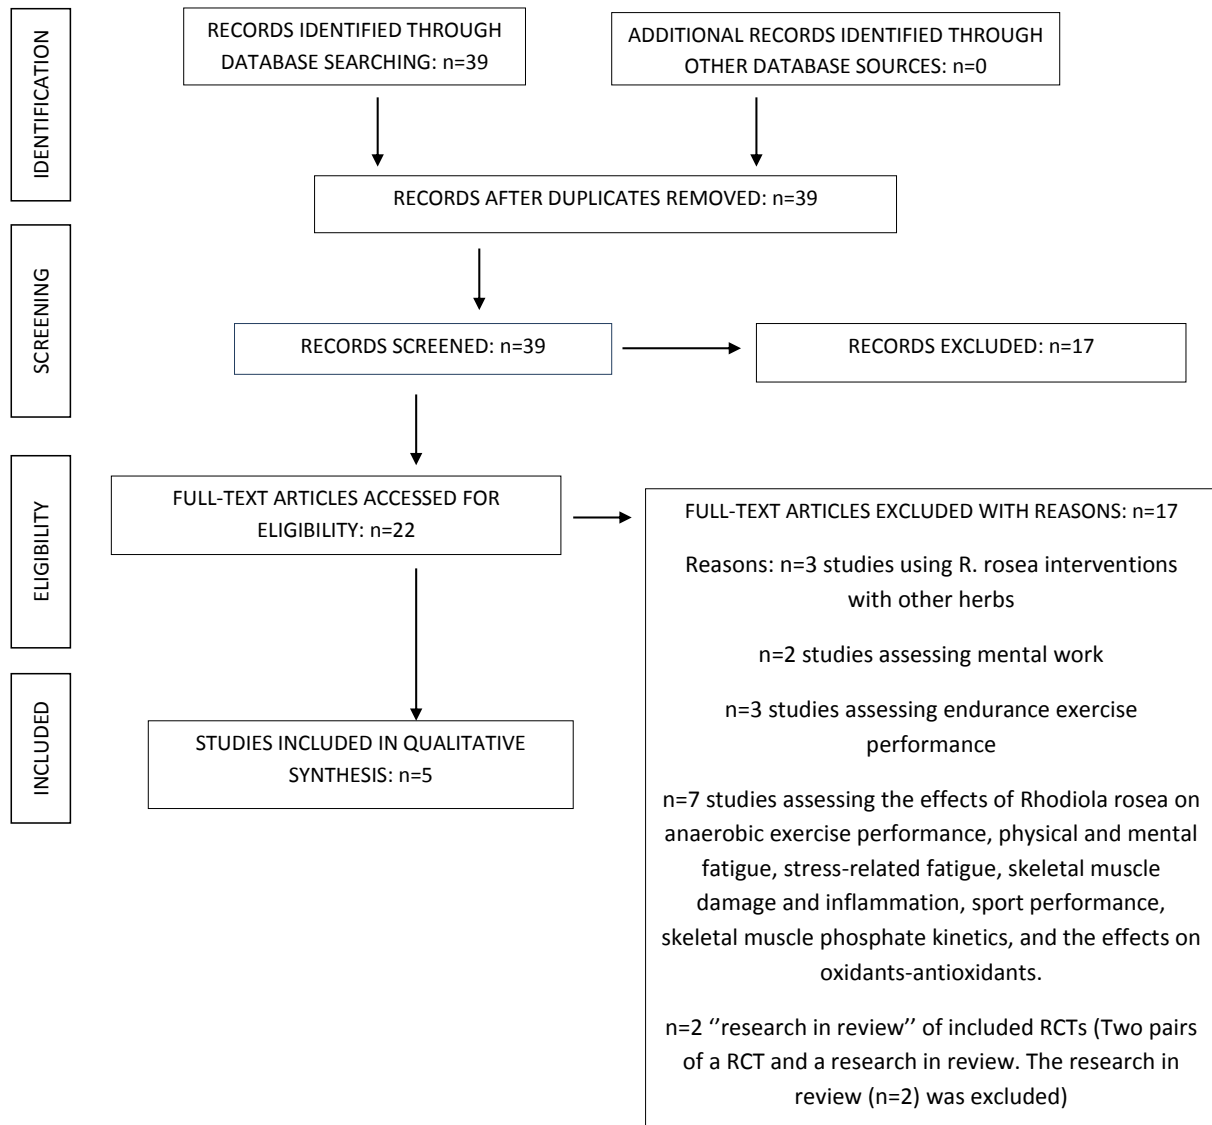 IDENTIFICATION
RECORDS IDENTIFIED THROUGH
DATABASE SEARCHING: n=39
ADDITIONAL RECORDS IDENTIFIED THROUGH
OTHER DATABASE SOURCES: n=0
RECORDS AFTER DUPLICATES REMOVED: n=39
SCREENING
RECORDS SCREENED: n=39
RECORDS EXCLUDED: n=17
ELIGIBILITY
FULL-TEXT ARTICLES ACCESSED FOR
ELIGIBILITY: n=22
FULL-TEXT ARTICLES EXCLUDED WITH REASONS: n=17
Reasons: n=3 studies using R. rosea interventions
with other herbs
n=2 studies assessing mental work
n=3 studies assessing endurance exercise
performance
n=7 studies assessing the effects of Rhodiola rosea on
anaerobic exercise performance, physical and mental
fatigue, stress-related fatigue, skeletal muscle
damage and inflammation, sport performance,
skeletal muscle phosphate kinetics, and the effects on
oxidants-antioxidants.
n=2 ‘’research in review’’ of included RCTs (Two pairs
of a RCT and a research in review. The research in
review (n=2) was excluded)
INCLUDED
STUDIES INCLUDED IN QUALITATIVE
SYNTHESIS: n=5